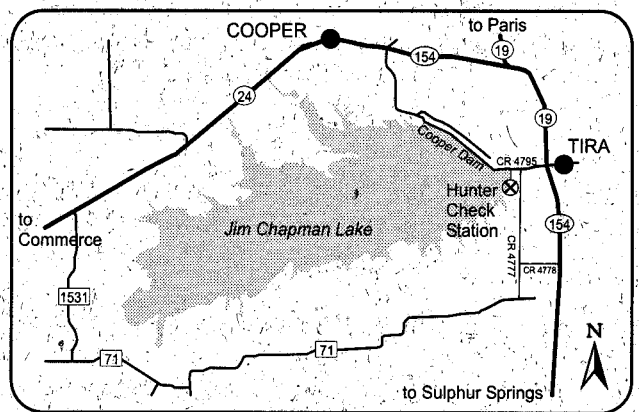 COOPER
to Paris
19
154
24
19
Cooper Dam
CR 4795
TIRA
Hunter
Check
Station
to
Commerce
Jim Chapman Lake
154
CR 4777
CR 4778
1531
71
71
N
to Sulphur Springs